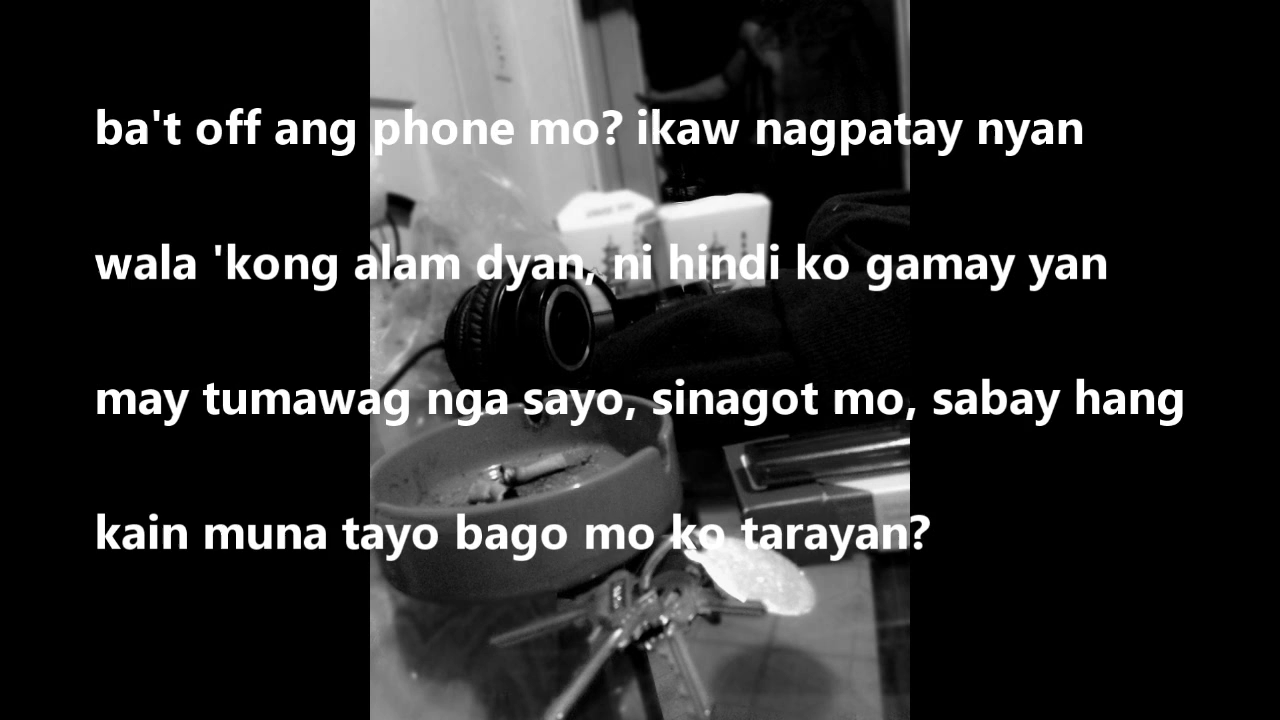 ba't off ang phone mo? ikaw nagpatay nyan
wala 'kong alam dyan, ni hindi ko gamay yan
may tumawag nga sayo, sinagot mo, sabay hang
kain muna tayo bago mo ko tarayan?